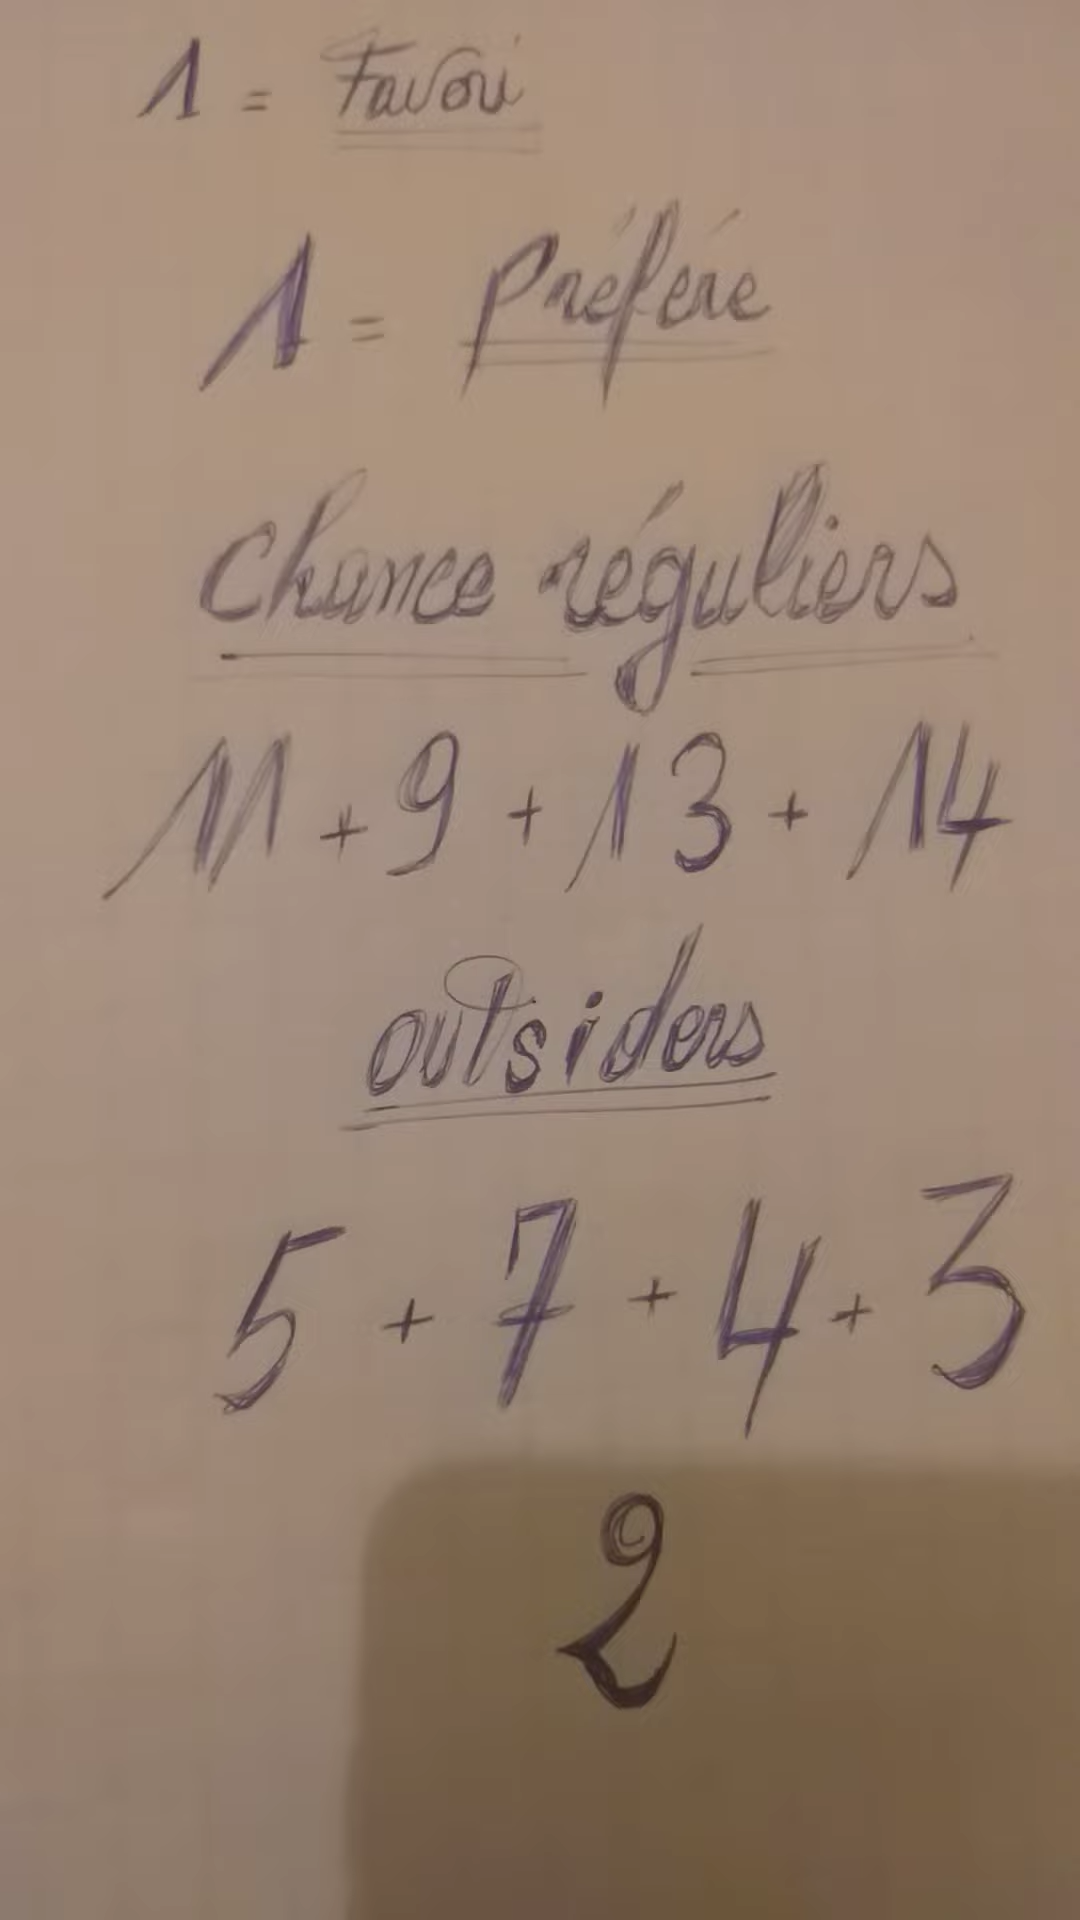 1 = Favori
1 = Préféré
Chance réguliers
11 + 9 + 13 + 14
outsiders
5 + 7 + 4 + 3
2